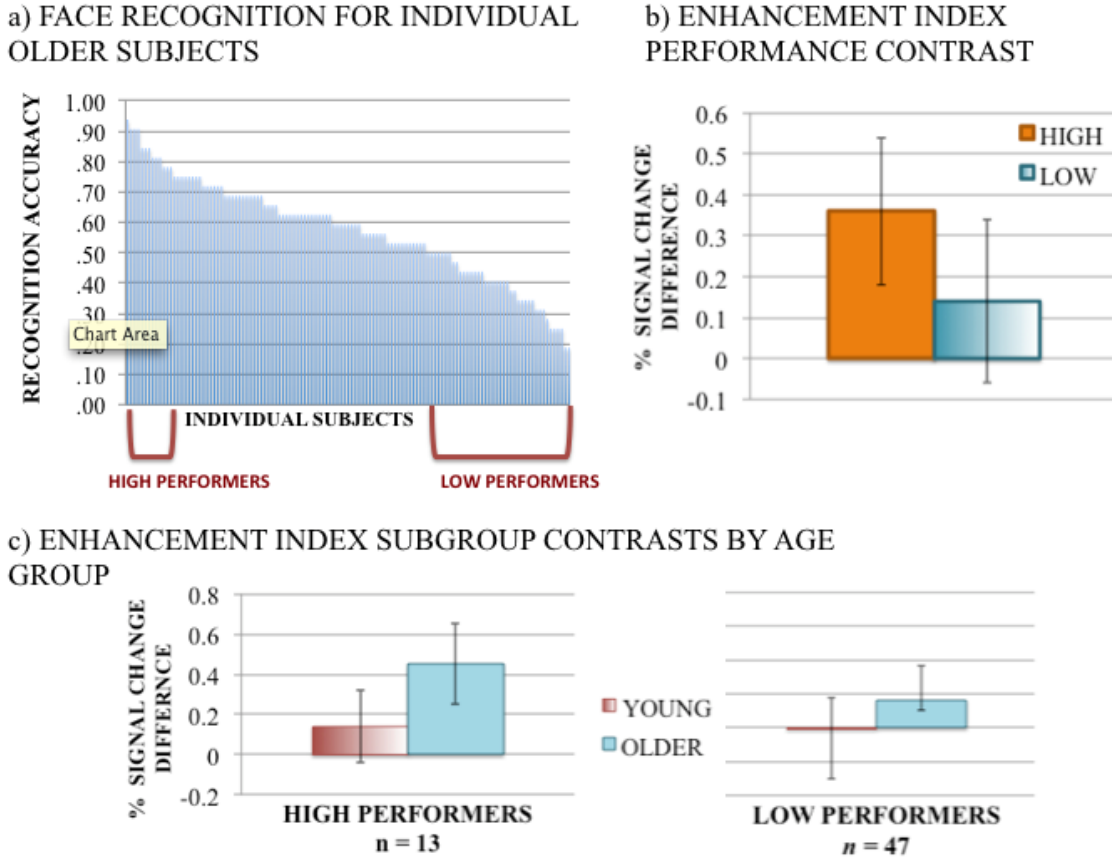 a) FACE RECOGNITION FOR INDIVIDUAL
OLDER SUBJECTS
RECOGNITION ACCURACY
1.00
.90
.80
.70
.60
.50
.40
.30
.20
.10
.00
Chart Area
INDIVIDUAL SUBJECTS
HIGH PERFORMERS
LOW PERFORMERS
b) ENHANCEMENT INDEX
PERFORMANCE CONTRAST
% SIGNAL CHANGE
DIFFERENCE
0.6
0.5
0.4
0.3
0.2
0.1
0
-0.1
HIGH
LOW
c) ENHANCEMENT INDEX SUBGROUP CONTRASTS BY AGE
GROUP
% SIGNAL CHANGE
DIFFERNCE
0.8
0.6
0.4
0.2
0
-0.2
HIGH PERFORMERS
n = 13
YOUNG
OLDER
LOW PERFORMERS
n = 47